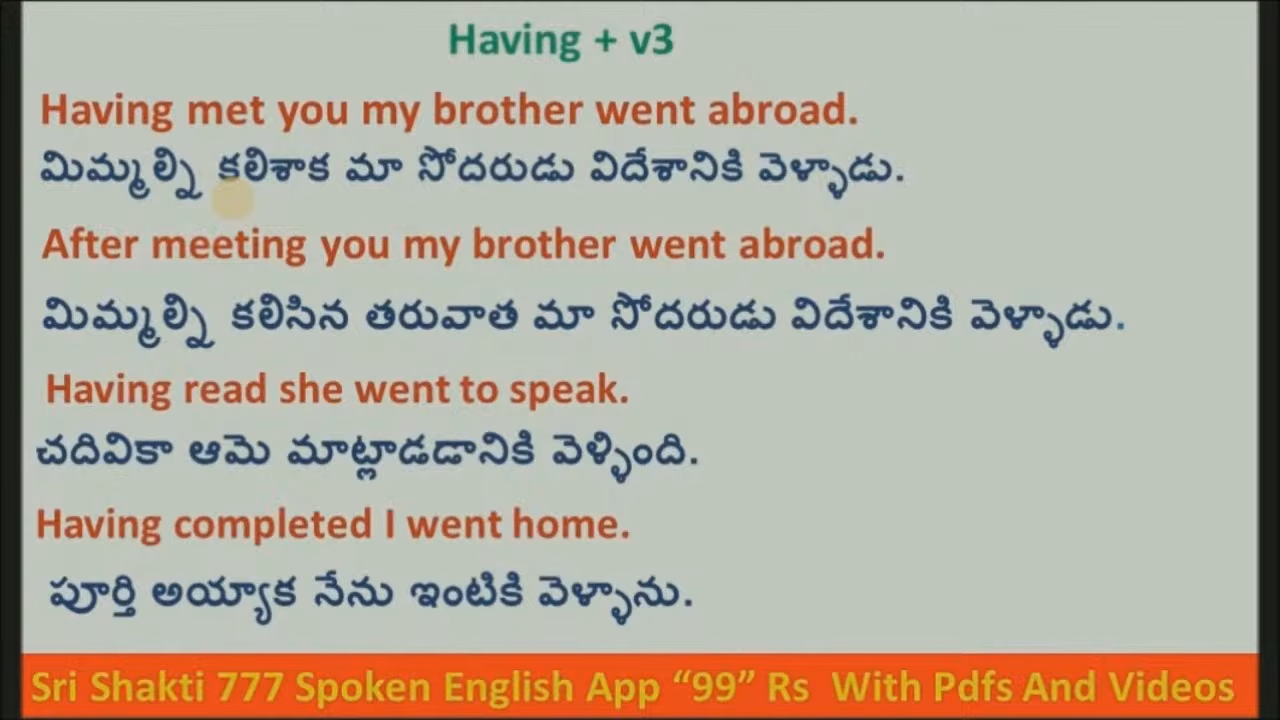 Having + v3
Having met you my brother went abroad.
మిమ్మల్ని కలిశాక మా సోదరుడు విదేశానికి వెళ్ళాడు.
After meeting you my brother went abroad.
మిమ్మల్ని కలిసిన తరువాత మా సోదరుడు విదేశానికి వెళ్ళాడు.
Having read she went to speak.
చదివికా ఆమె మాట్లాడడానికి వెళ్ళింది.
Having completed I went home.
పూర్తి అయ్యాక నేను ఇంటికి వెళ్ళాను.
Sri Shakti 777 Spoken English App “99” Rs With Pdfs And Videos